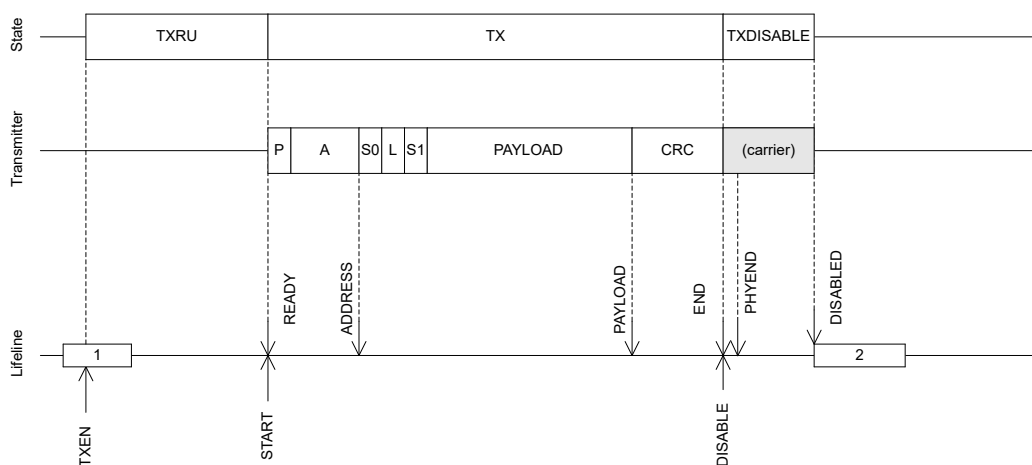 State
TXRU
TX
TXDISABLE
Transmitter
P
A
S0
L
S1
PAYLOAD
CRC
(carrier)
READY
ADDRESS
PAYLOAD
END
PHYEND
DISABLED
Lifeline
1
2
TXEN
START
DISABLE